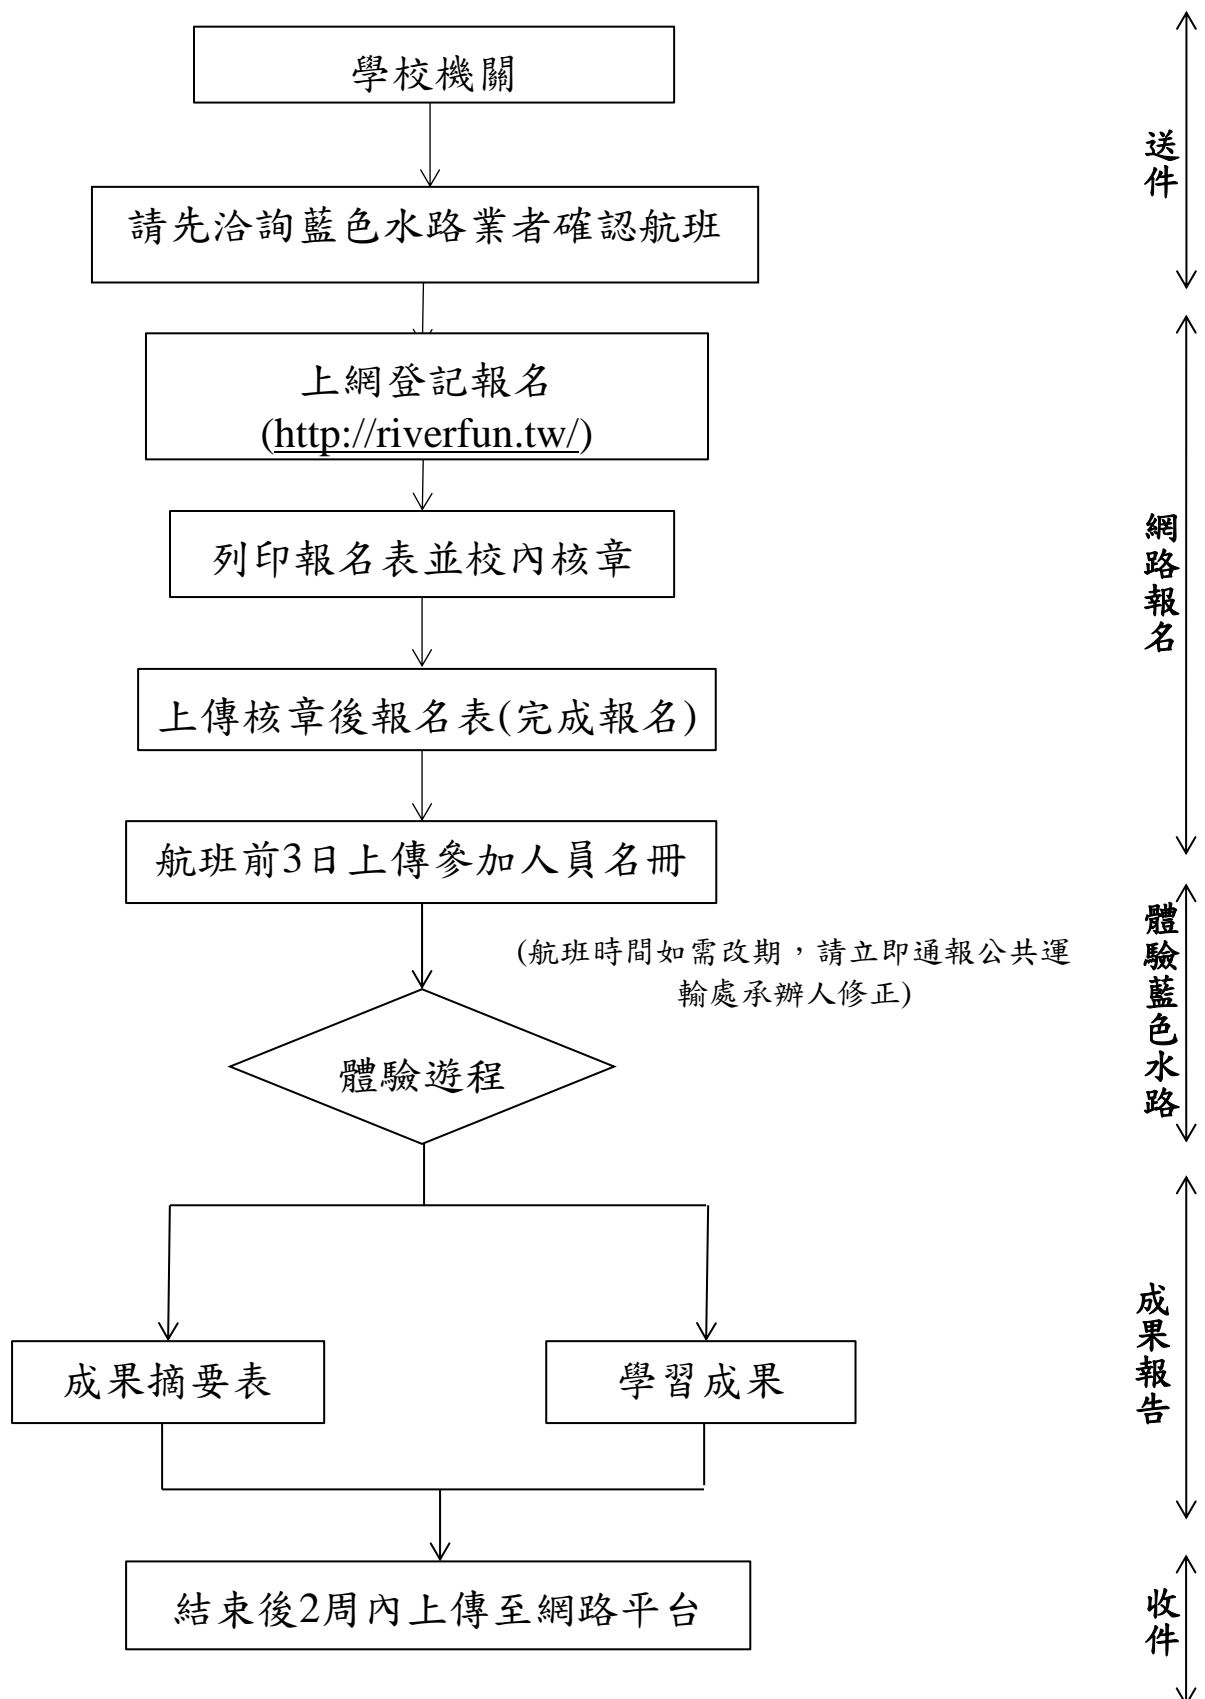 學校機關
送件
請先洽詢藍色水路業者確認航班
上網登記報名
(http://riverfun.tw/)
網路報名
列印報名表並校內核章
上傳核章後報名表(完成報名)
航班前3日上傳參加人員名冊
(航班時間如需改期，請立即通報公共運
輸處承辦人修正)
體驗藍色水路
體驗遊程
成果報告
成果摘要表
學習成果
結束後2周內上傳至網路平台
收件